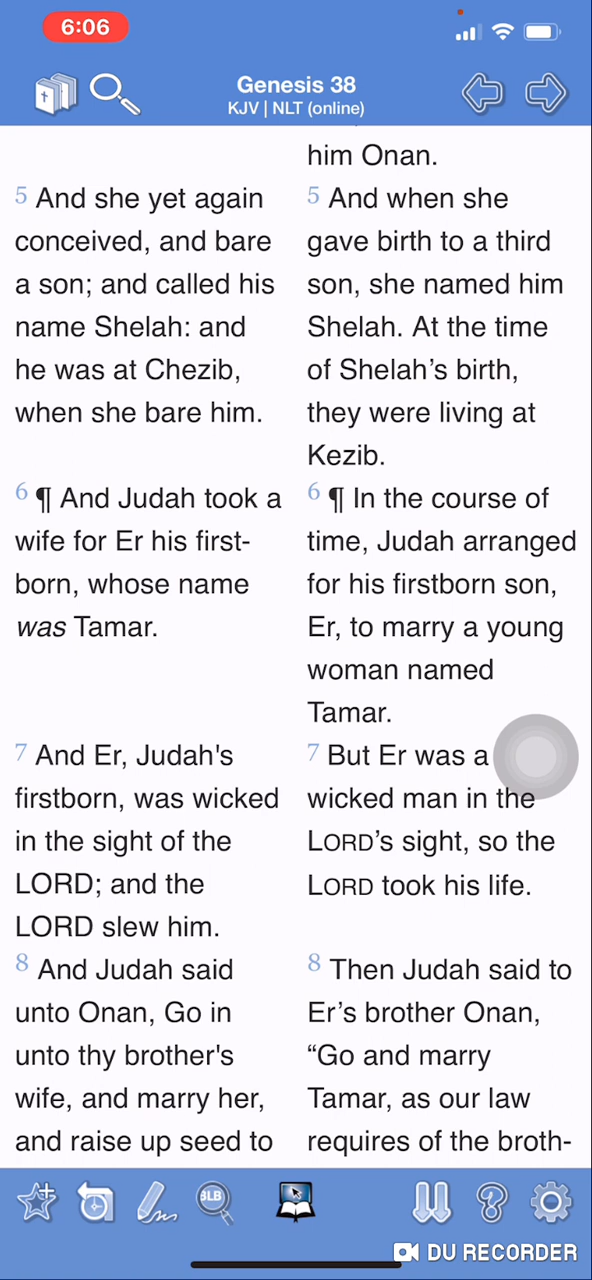 6:06
Genesis 38
KJV | NLT (online)
him Onan.
5 And she yet again
conceived, and bare
a son; and called his
name Shelah: and
he was at Chezib,
when she bare him.
5 And when she
gave birth to a third
son, she named him
Shelah. At the time
of Shelah’s birth,
they were living at
Kezib.
6 ¶ And Judah took a
wife for Er his first-
born, whose name
was Tamar.
6 ¶ In the course of
time, Judah arranged
for his firstborn son,
Er, to marry a young
woman named
Tamar.
7 And Er, Judah's
firstborn, was wicked
in the sight of the
LORD; and the
LORD slew him.
7 But Er was a
wicked man in the
LORD’s sight, so the
LORD took his life.
8 And Judah said
unto Onan, Go in
unto thy brother's
wife, and marry her,
and raise up seed to
8 Then Judah said to
Er’s brother Onan,
“Go and marry
Tamar, as our law
requires of the broth-
BLB
DU RECORDER